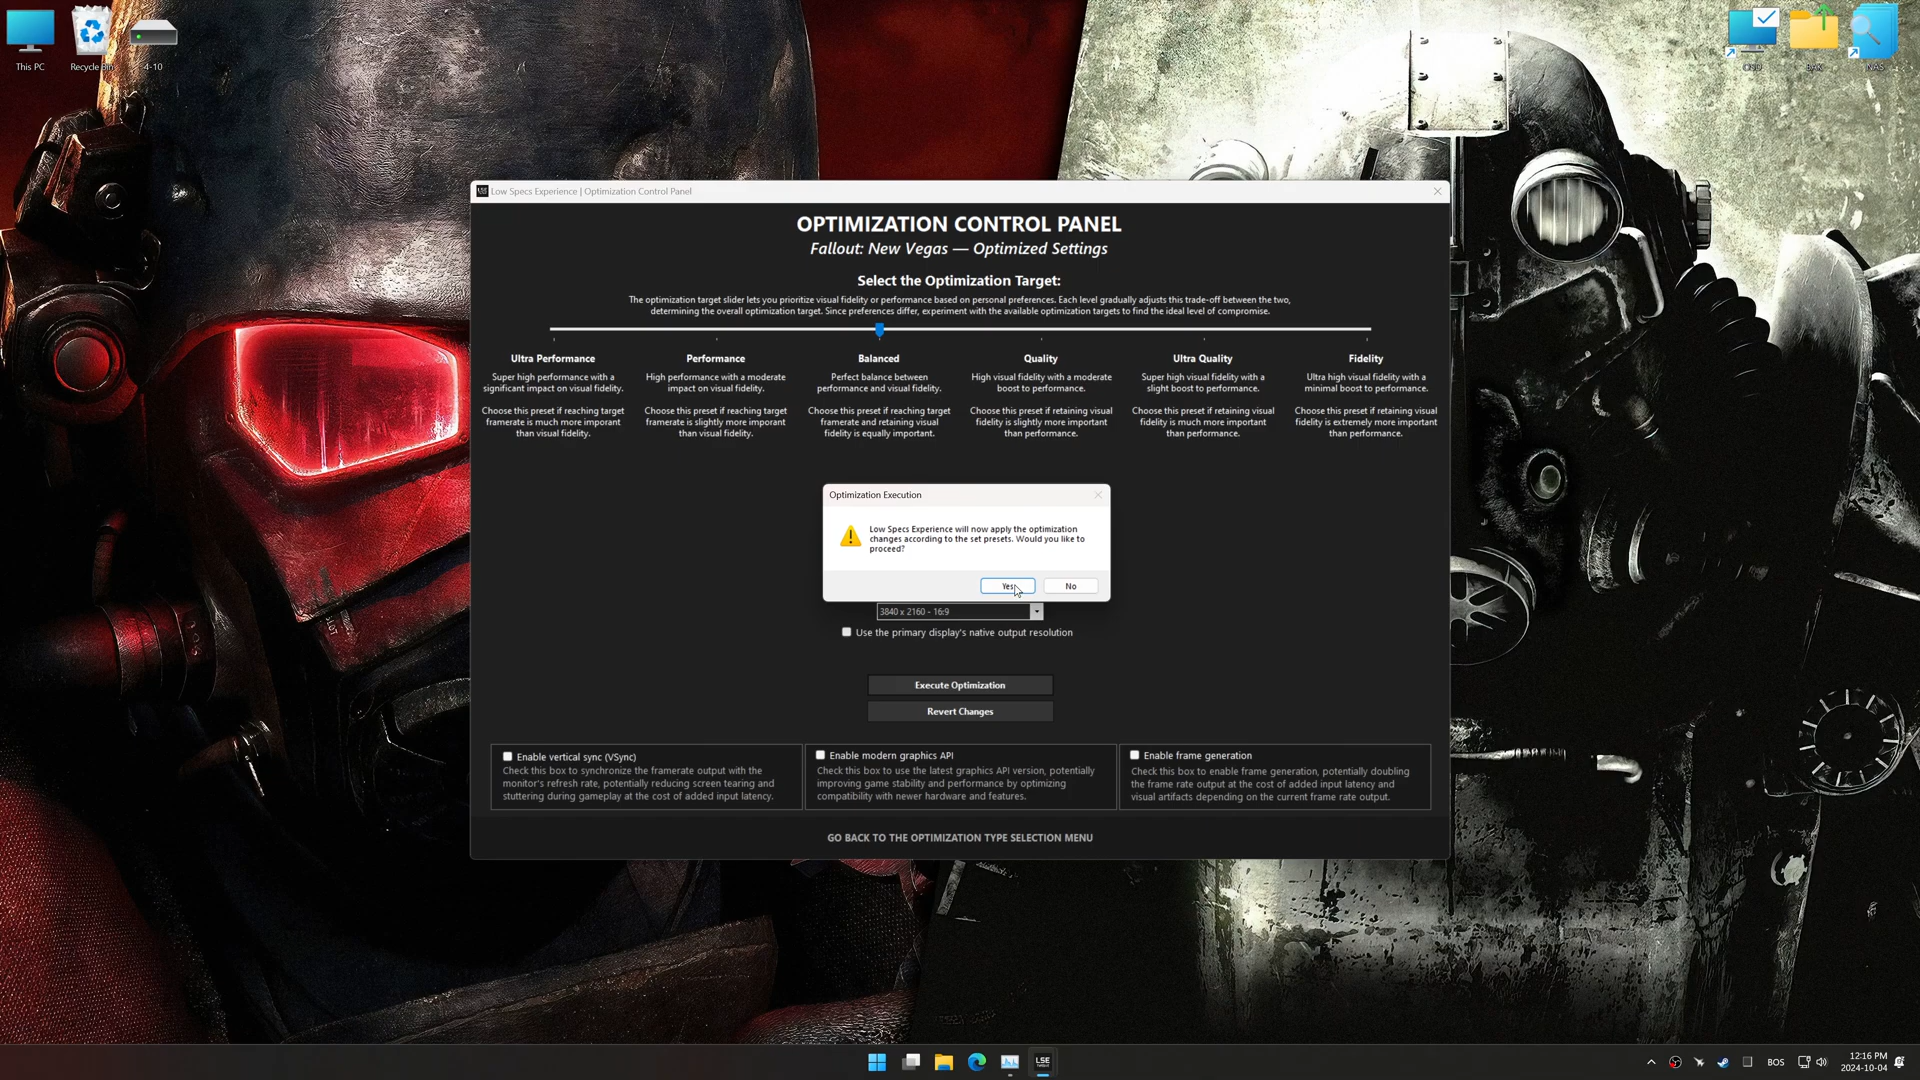 This PC
Recycle Bin
4-10
BAK
NAS
Low Specs Experience | Optimization Control Panel
OPTIMIZATION CONTROL PANEL
Fallout: New Vegas — Optimized Settings
Select the Optimization Target:
The optimization target slider lets you prioritize visual fidelity or performance based on personal preferences. Each level gradually adjusts this trade-off between the two,
determining the overall optimization target. Since preferences differ, experiment with the available optimization targets to find the ideal level of compromise.
Ultra Performance
Super high performance with a
significant impact on visual fidelity.
Choose this preset if reaching target
framerate is much more imporant
than visual fidelity.
Performance
High performance with a moderate
impact on visual fidelity.
Choose this preset if reaching target
framerate is slightly more imporant
than visual fidelity.
Balanced
Perfect balance between
performance and visual fidelity.
Choose this preset if reaching target
framerate and retaining visual
fidelity is equally important.
Quality
High visual fidelity with a moderate
boost to performance.
Choose this preset if retaining visual
fidelity is slightly more important
than performance.
Ultra Quality
Super high visual fidelity with a
slight boost to performance.
Choose this preset if retaining visual
fidelity is much more important
than performance.
Fidelity
Ultra high visual fidelity with a
minimal boost to performance.
Choose this preset if retaining visual
fidelity is extremely more important
than performance.
Optimization Execution
Low Specs Experience will now apply the optimization
changes according to the set presets. Would you like to
proceed?
Yes
No
3840 x 2160 - 16:9
Use the primary display's native output resolution
Execute Optimization
Revert Changes
Enable vertical sync (VSync)
Check this box to synchronize the framerate output with the
monitor's refresh rate, potentially reducing screen tearing and
stuttering during gameplay at the cost of added input latency.
Enable modern graphics API
Check this box to use the latest graphics API version, potentially
improving game stability and performance by optimizing
compatibility with newer hardware and features.
Enable frame generation
Check this box to enable frame generation, potentially doubling
the frame rate output at the cost of added input latency and
visual artifacts depending on the current frame rate output.
GO BACK TO THE OPTIMIZATION TYPE SELECTION MENU
LSE
BOS
12:16 PM
2024-10-04